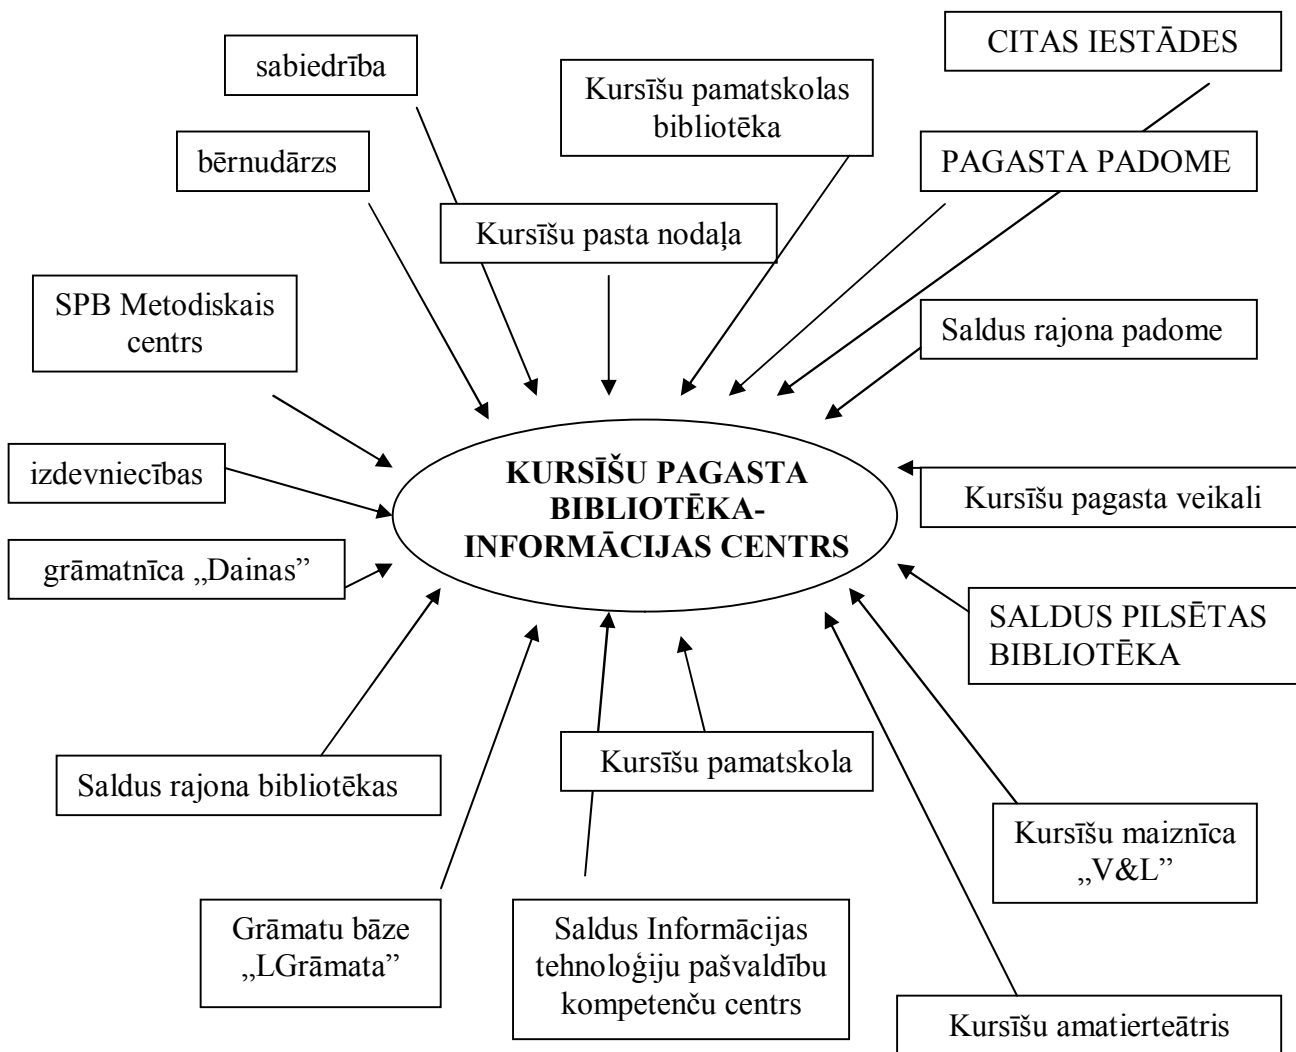 CITAS IESTĀDES
sabiedrība
Kursīšu pamatskolas
bibliotēka
bērnudārzs
PAGASTA PADOME
Kursīšu pasta nodaļa
SPB Metodiskais
centrs
Saldus rajona padome
izdevniecības
KURSĪŠU PAGASTA
BIBLIOTĒKA-
INFORMĀCIJAS CENTRS
Kursīšu pagasta veikali
grāmatnīca „Dainas”
SALDUS PILSĒTAS
BIBLIOTĒKA
Saldus rajona bibliotēkas
Kursīšu pamatskola
Kursīšu maiznīca
„V&L”
Grāmatu bāze
„LGrāmata”
Saldus Informācijas
tehnoloģiju pašvaldību
kompetenču centrs
Kursīšu amatierteātris